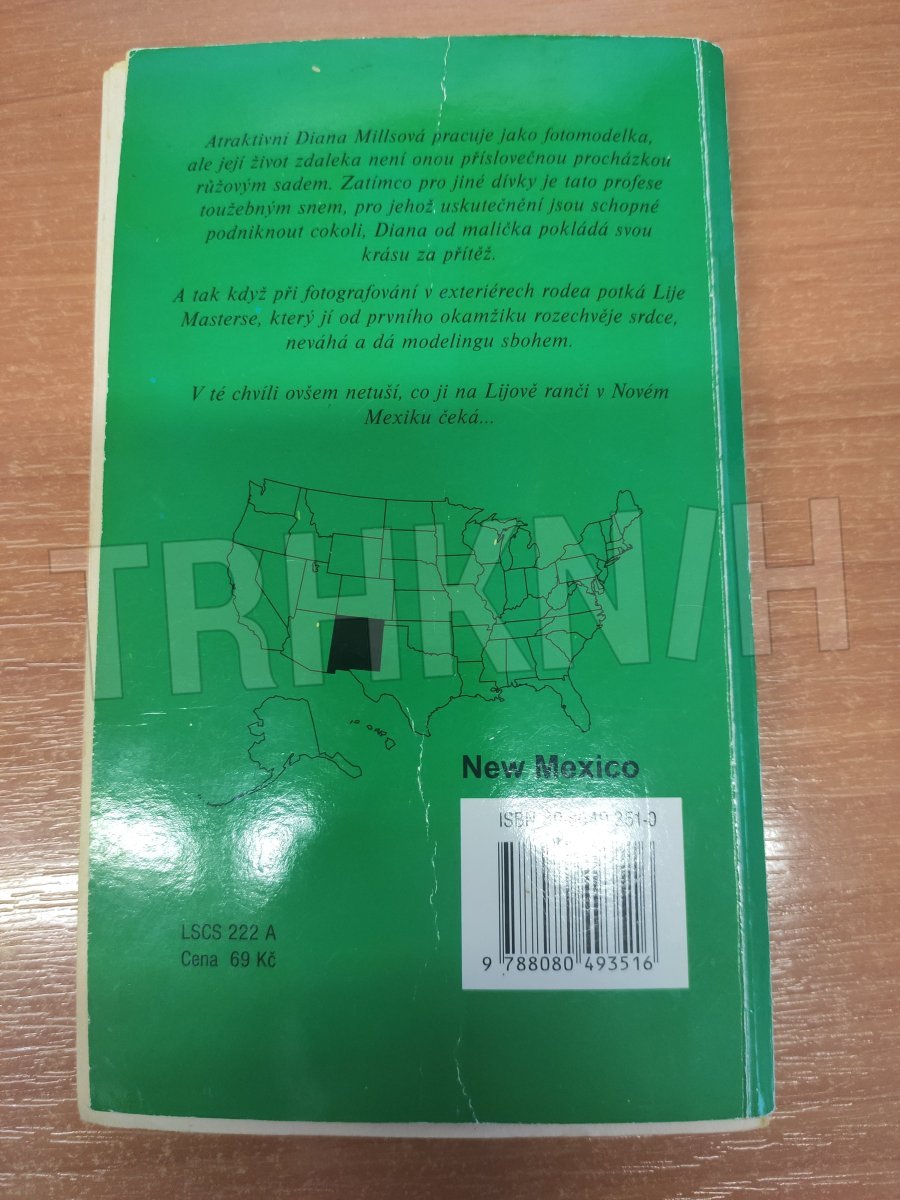 Atraktivní Diana Millsová pracuje jako fotomodelka,
ale její život zdaleka není onou příslovečnou procházkou
růžovým sadem. Zatímco pro jiné dívky je tato profese
toužebným snem, pro jehož uskutečnění jsou schopné
podniknout cokoli, Diana od malička pokládá svou
krásu za přítěž.
A tak když při fotografování v exteriérech rodea potká Lije
Masterse, který jí od prvního okamžiku rozechvěje srdce,
neváhá a dá modelingu sbohem.
V té chvíli ovšem netuší, co ji na Lijově ranči v Novém
Mexiku čeká...
TRHKNIH
New Mexico
ISBN 251-0
LSCS 222 A
Cena 69 Kč
9 788080 493516